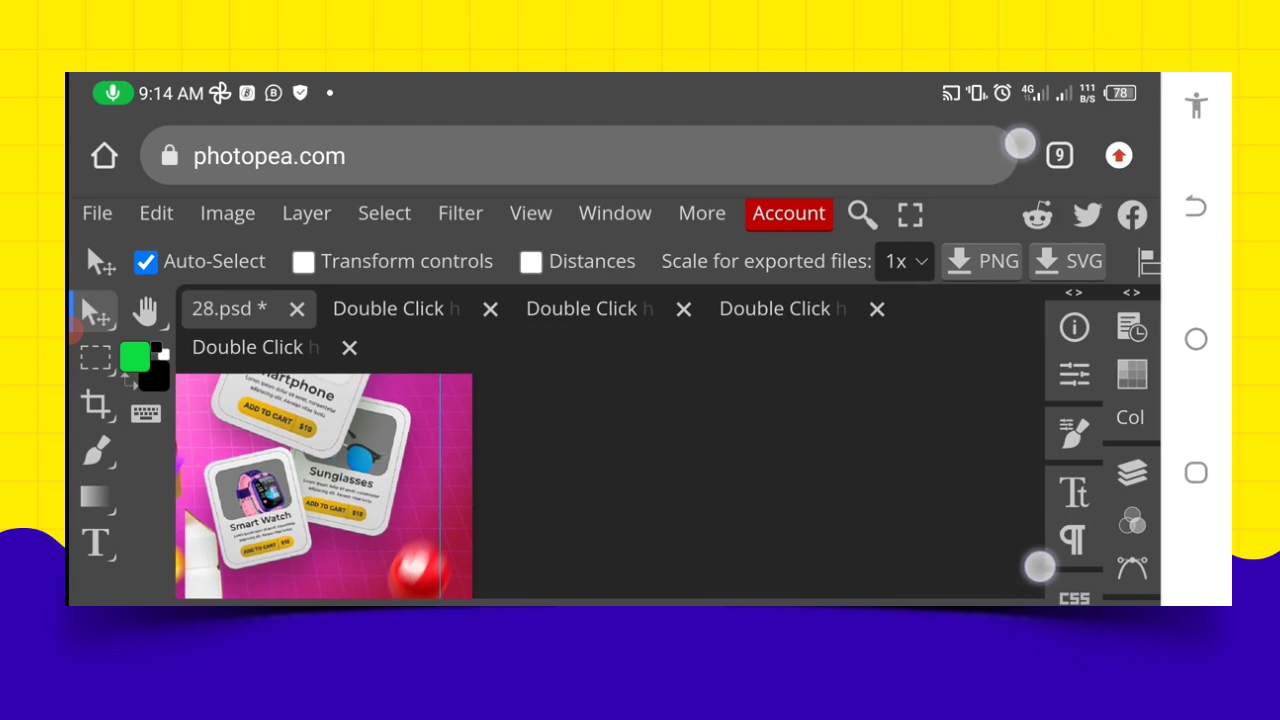 9:14 AM
4G 111 B/S 78
photopea.com
9
File Edit Image Layer Select Filter View Window More Account
Auto-Select Transform controls Distances Scale for exported files: 1x PNG SVG
28.psd * Double Click h Double Click h Double Click h
Double Click h
< > < >
Col
Tt
CSS
T
martphone
ADD TO CART $19
Sunglasses
ADD TO CART $19
Smart Watch
ADD TO CART $19